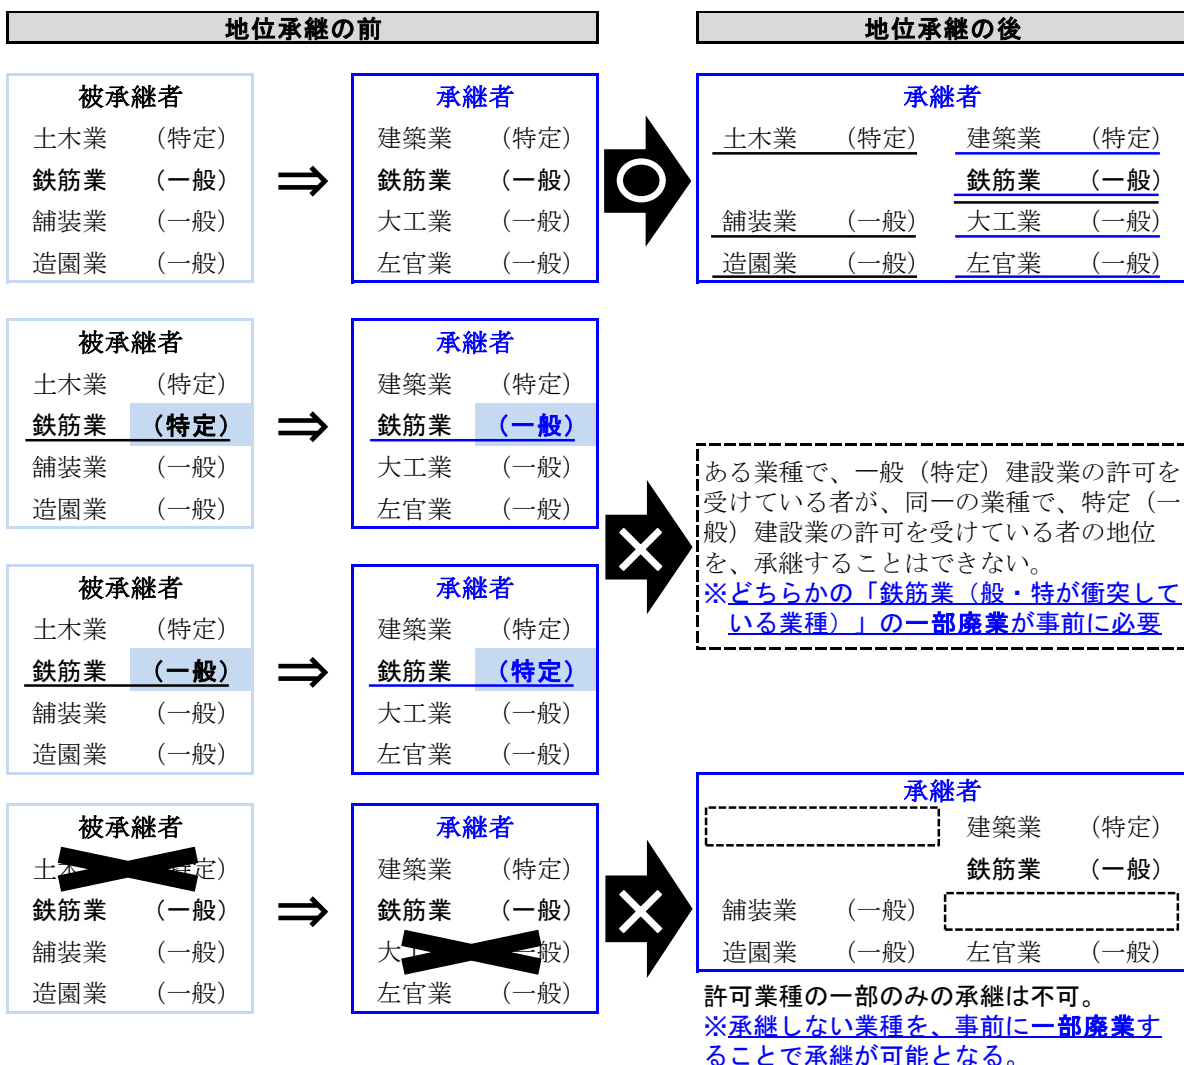 地位承継の前
地位承継の後
被承継者
土木業 （特定）
鉄筋業 （一般）
舗装業 （一般）
造園業 （一般）
⇒
承継者
建築業 （特定）
鉄筋業 （一般）
大工業 （一般）
左官業 （一般）
○
承継者
土木業 （特定） 建築業 （特定）
鉄筋業 （一般）
舗装業 （一般） 大工業 （一般）
造園業 （一般） 左官業 （一般）
被承継者
土木業 （特定）
鉄筋業 （特定）
舗装業 （一般）
造園業 （一般）
⇒
承継者
建築業 （特定）
鉄筋業 （一般）
大工業 （一般）
左官業 （一般）
被承継者
土木業 （特定）
鉄筋業 （一般）
舗装業 （一般）
造園業 （一般）
⇒
承継者
建築業 （特定）
鉄筋業 （特定）
大工業 （一般）
左官業 （一般）
×
ある業種で、一般（特定）建設業の許可を
受けている者が、同一の業種で、特定（一
般）建設業の許可を受けている者の地位
を、承継することはできない。
※どちらかの「鉄筋業（般・特が衝突して
いる業種）」の一部廃業が事前に必要
被承継者
土 定）
鉄筋業 （一般）
舗装業 （一般）
造園業 （一般）
⇒
承継者
建築業 （特定）
鉄筋業 （一般）
大 般）
左官業 （一般）
×
承継者
建築業 （特定）
鉄筋業 （一般）
舗装業 （一般）
造園業 （一般） 左官業 （一般）
許可業種の一部のみの承継は不可。
※承継しない業種を、事前に一部廃業す
ることで承継が可能となる。